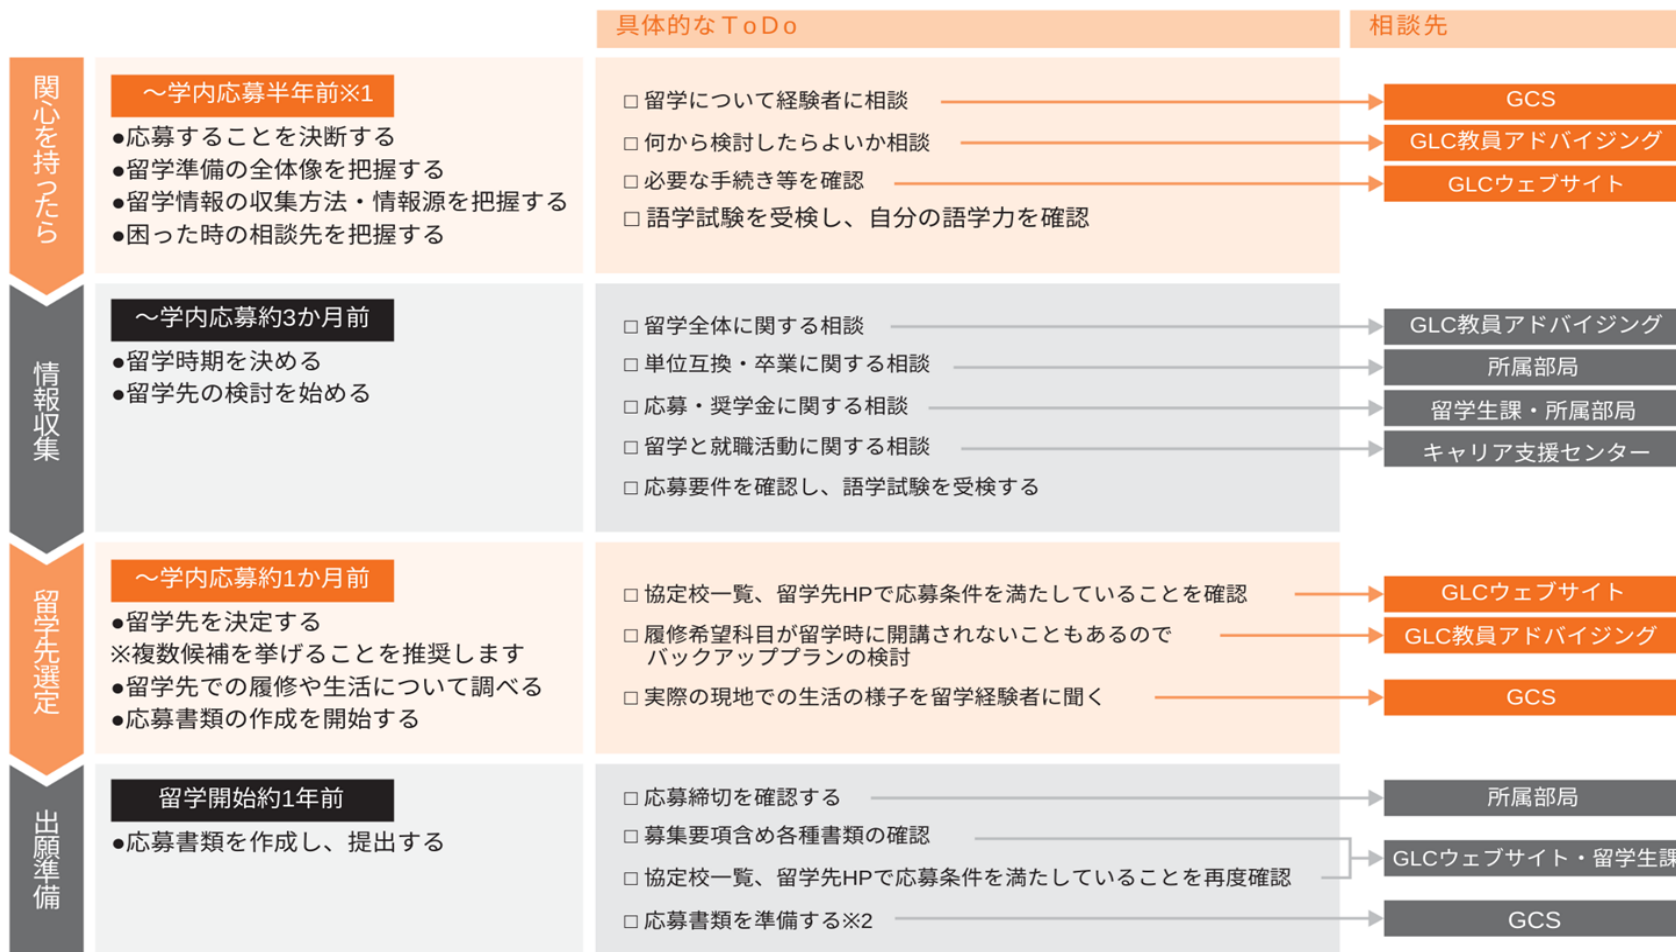 具体的なToDo
相談先
関心を持ったら
～学内応募半年前※1
●応募することを決断する
●留学準備の全体像を把握する
●留学情報の収集方法・情報源を把握する
●困った時の相談先を把握する
□ 留学について経験者に相談
GCS
□ 何から検討したらよいか相談
GLC教員アドバイジング
□ 必要な手続き等を確認
GLCウェブサイト
□ 語学試験を受検し、自分の語学力を確認
情報収集
～学内応募約3か月前
●留学時期を決める
●留学先の検討を始める
□ 留学全体に関する相談
GLC教員アドバイジング
□ 単位互換・卒業に関する相談
所属部局
□ 応募・奨学金に関する相談
留学生課・所属部局
□ 留学と就職活動に関する相談
キャリア支援センター
□ 応募要件を確認し、語学試験を受検する
留学先選定
～学内応募約1か月前
●留学先を決定する
※複数候補を挙げることを推奨します
●留学先での履修や生活について調べる
●応募書類の作成を開始する
□ 協定校一覧、留学先HPで応募条件を満たしていることを確認
GLCウェブサイト
□ 履修希望科目が留学時に開講されないこともあるので
バックアッププランの検討
GLC教員アドバイジング
□ 実際の現地での生活の様子を留学経験者に聞く
GCS
出願準備
留学開始約1年前
●応募書類を作成し、提出する
□ 応募締切を確認する
所属部局
□ 募集要項含め各種書類の確認
□ 協定校一覧、留学先HPで応募条件を満たしていることを再度確認
GLCウェブサイト・留学生課
□ 応募書類を準備する※2
GCS